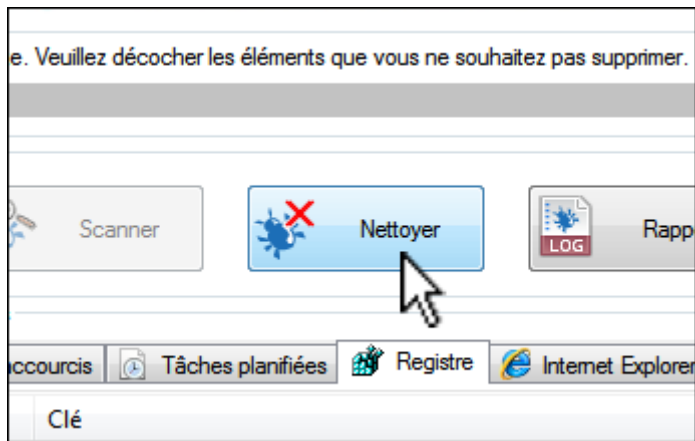 e. Veuillez décocher les éléments que vous ne souhaitez pas supprimer.
Scanner Nettoyer LOG Rapp
accourcis Tâches planifiées Registre Internet Explorer
Clé